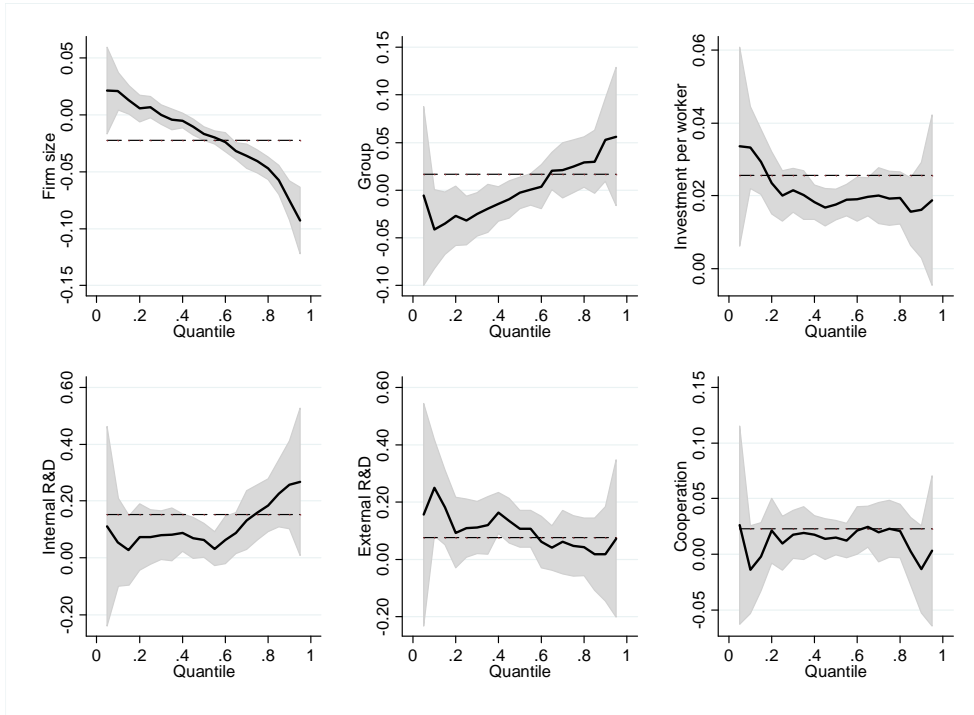 Firm size
0.05
0.00
-0.05
-0.10
-0.15
0 .2 .4 .6 .8 1
Quantile
Group
0.15
0.10
0.05
0.00
-0.05
-0.10
0 .2 .4 .6 .8 1
Quantile
Investment per worker
0.06
0.04
0.02
0.00
0 .2 .4 .6 .8 1
Quantile
Internal R&D
0.60
0.40
0.20
0.00
-0.20
0 .2 .4 .6 .8 1
Quantile
External R&D
0.60
0.40
0.20
0.00
-0.20
0 .2 .4 .6 .8 1
Quantile
Cooperation
0.15
0.10
0.05
0.00
-0.05
0 .2 .4 .6 .8 1
Quantile